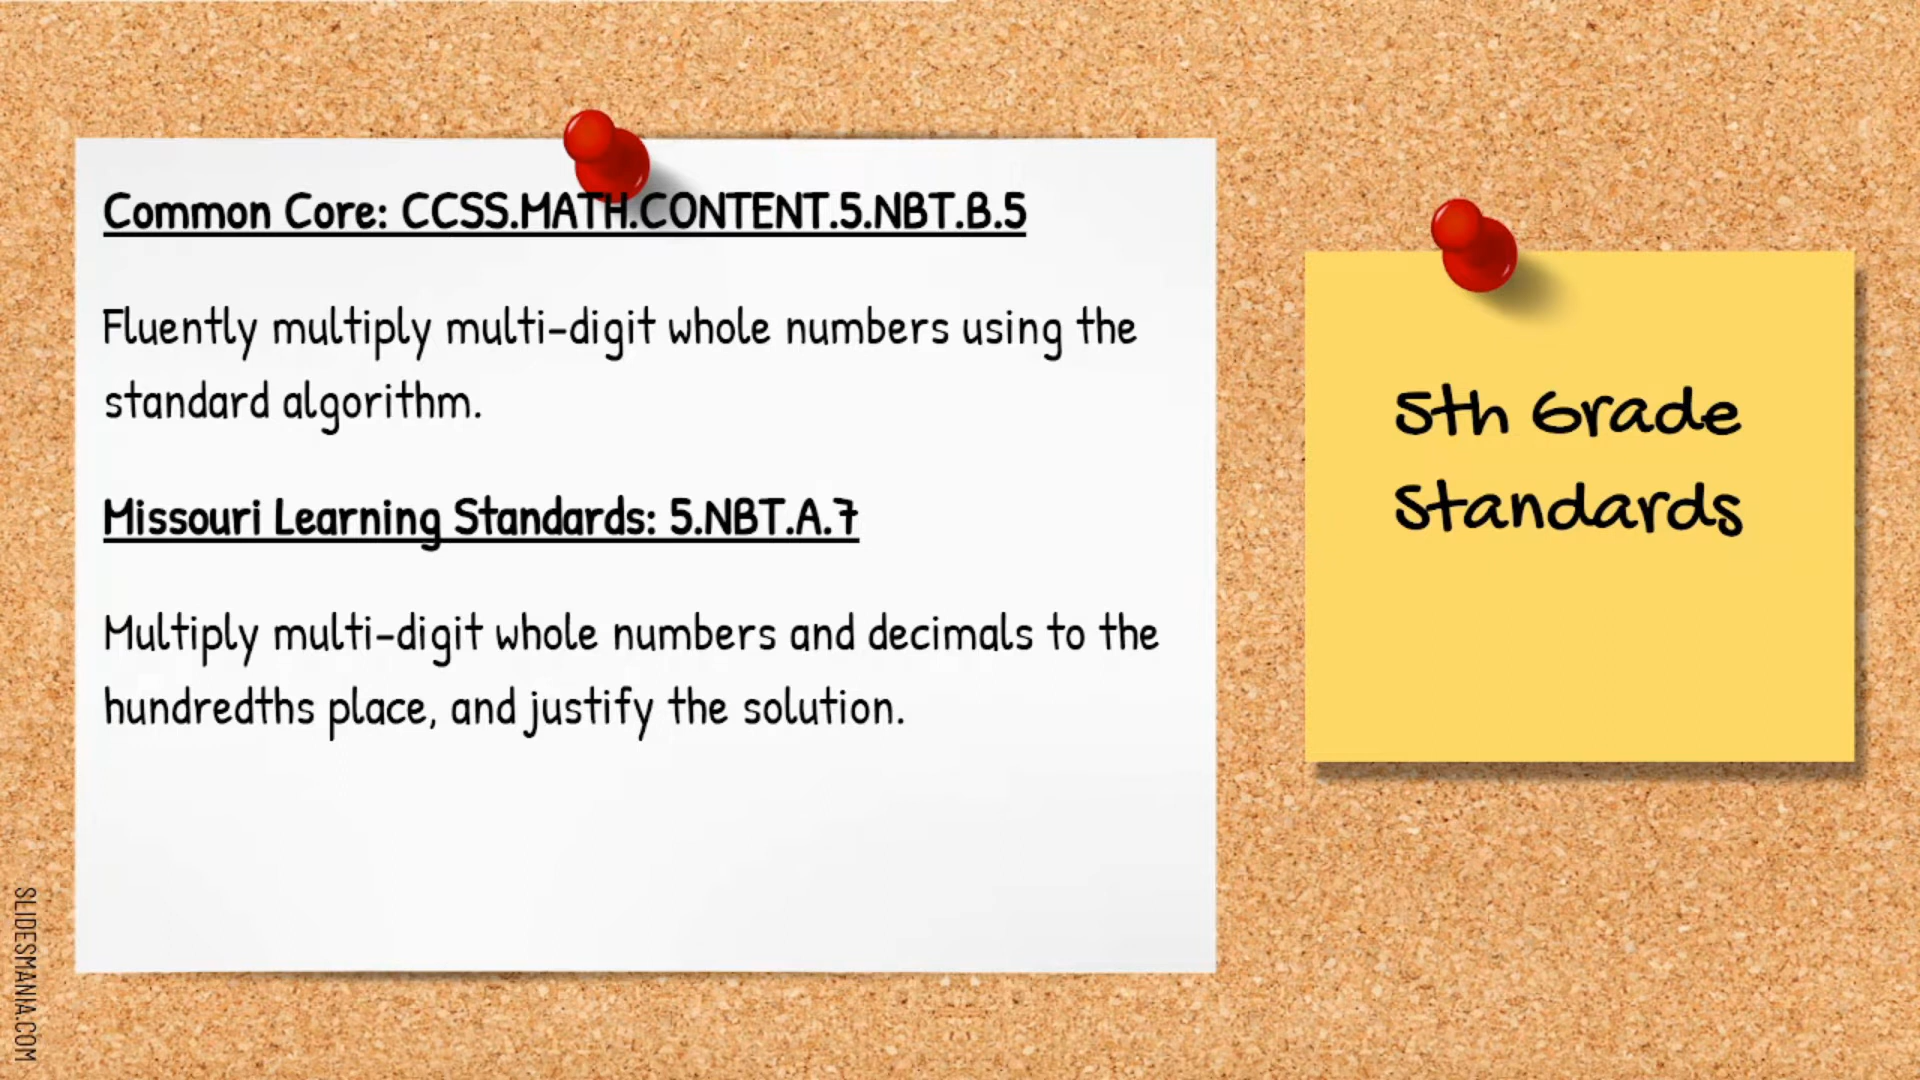 Common Core: CCSS.MATH.CONTENT.5.NBT.B.5
Fluently multiply multi-digit whole numbers using the
standard algorithm.
Missouri Learning Standards: 5.NBT.A.7
Multiply multi-digit whole numbers and decimals to the
hundredths place, and justify the solution.
5th Grade
Standards
SLIDESMANIA.COM